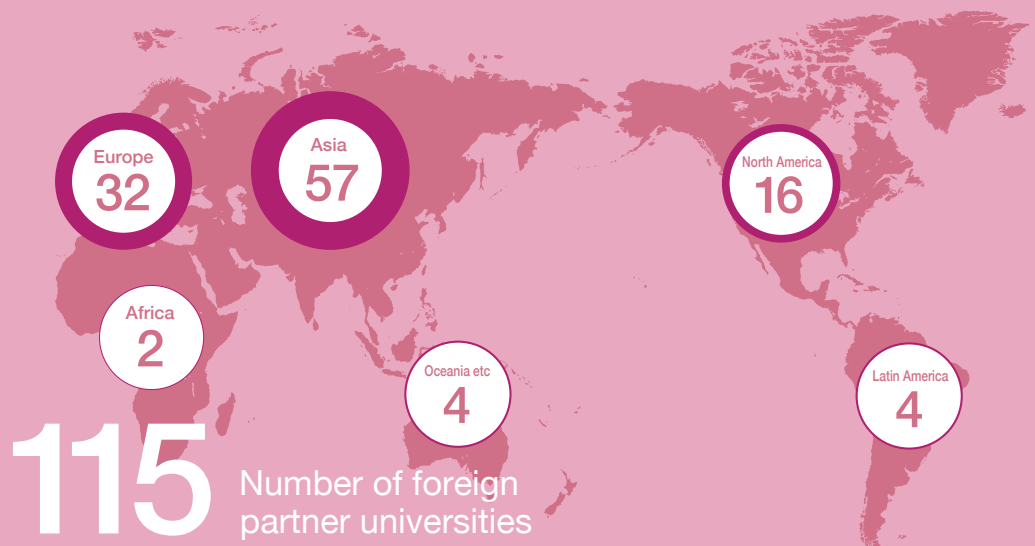 Europe
32
Asia
57
North America
16
Africa
2
Oceania etc
4
Latin America
4
115
Number of foreign
partner universities